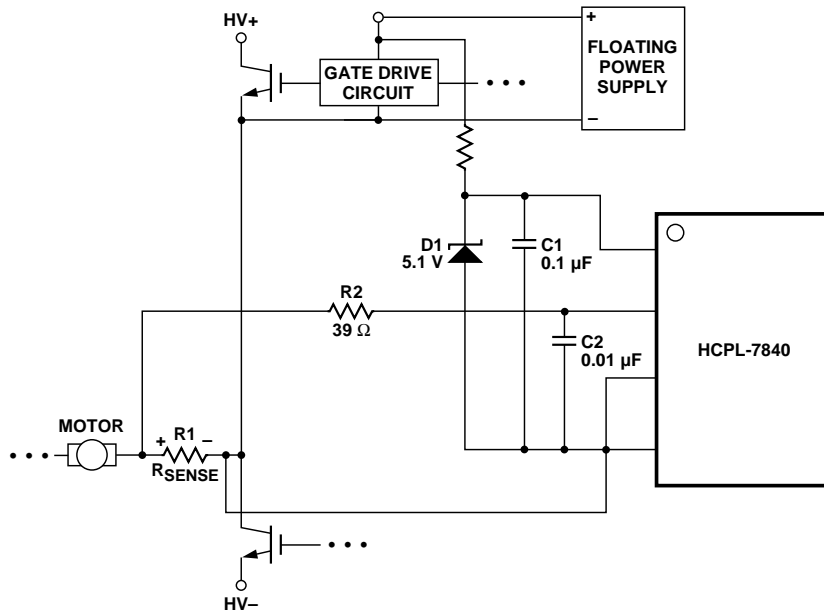 HV+
+
FLOATING
POWER
SUPPLY
GATE DRIVE
CIRCUIT
• • •
–
D1
5.1 V
C1
0.1 µF
R2
39 Ω
C2
0.01 µF
HCPL-7840
MOTOR
• • •
+ R1 –
RSENSE
• • •
HV–